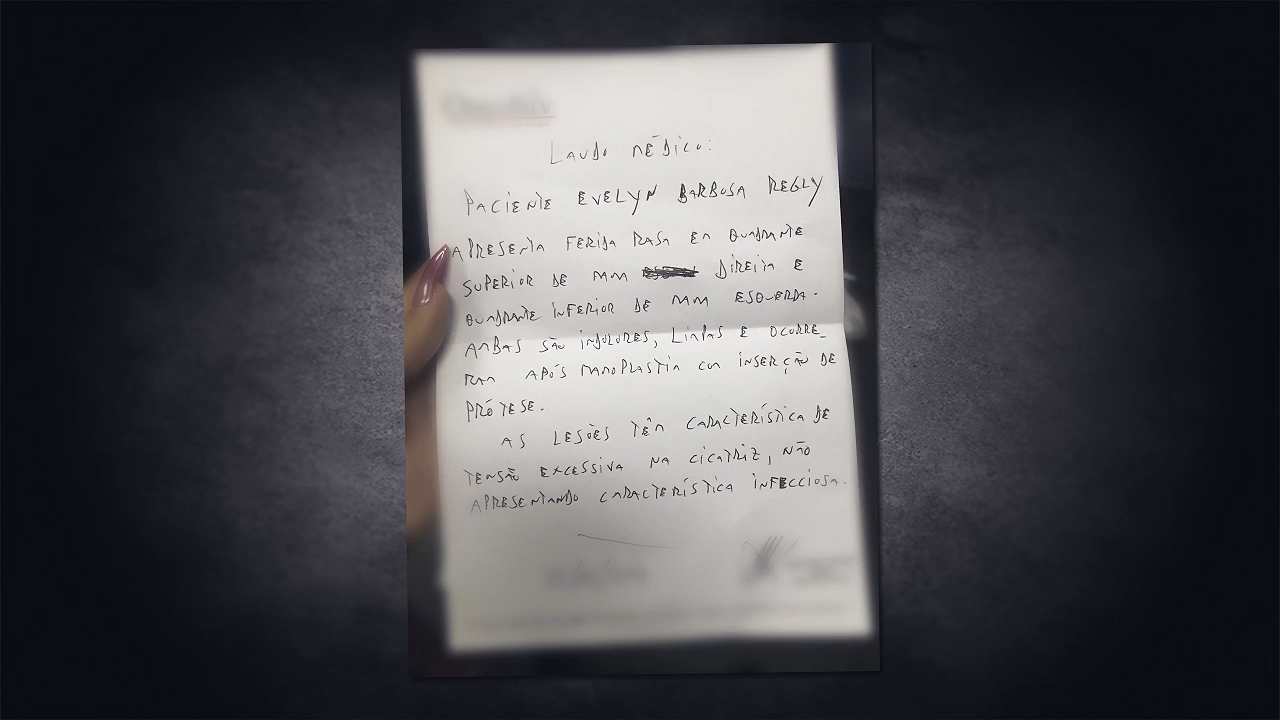 LAUDO MÉDICO:
PACIENTE EVELYN BARBOSA REGLY
APRESENTA FERIDA RASA EM QUADRANTE
SUPERIOR DE MM DIREITA E
QUADRANTE INFERIOR DE MM ESQUERDA.
AMBAS SÃO INDOLORES, LIMPAS E OCORRE_
RAM APÓS MAMOPLASTIA COM INSERÇÃO DE
PRÓTESE.
AS LESÕES TÊM CARACTERÍSTICA DE
TENSÃO EXCESSIVA NA CICATRIZ, NÃO
APRESENTANDO CARACTERÍSTICA INFECCIOSA.